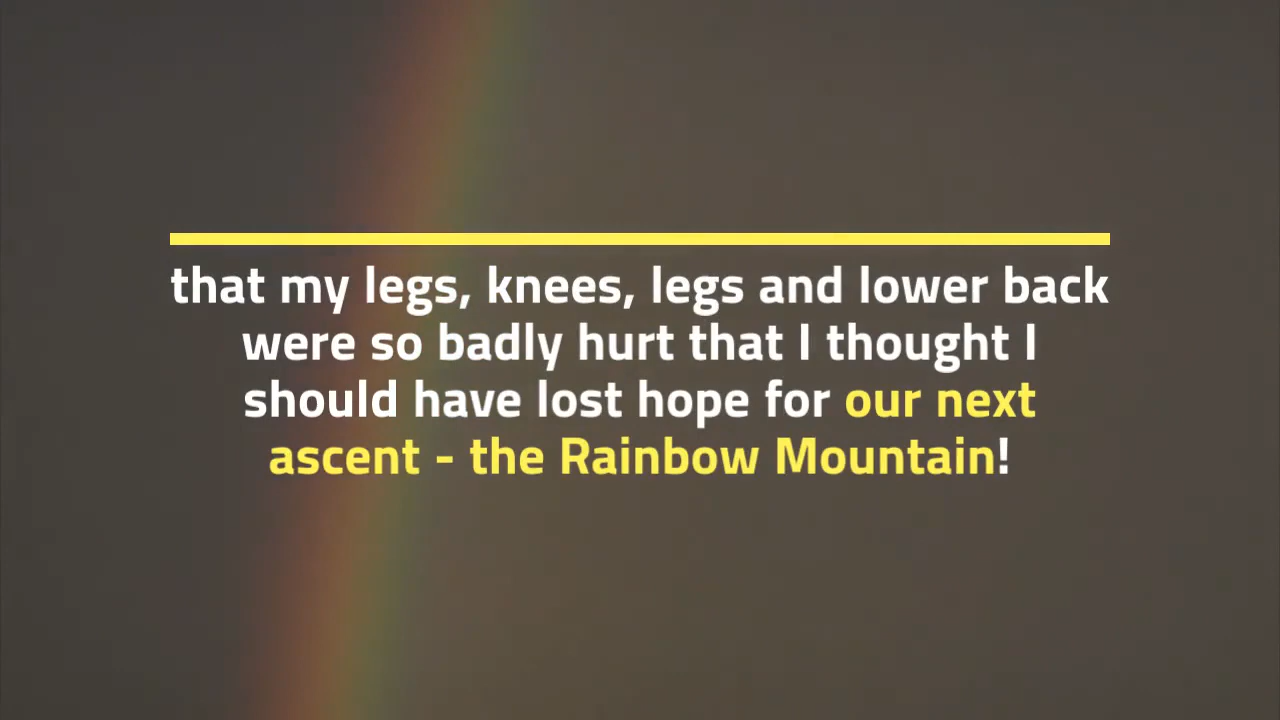 that my legs, knees, legs and lower back
were so badly hurt that I thought I
should have lost hope for our next
ascent - the Rainbow Mountain!